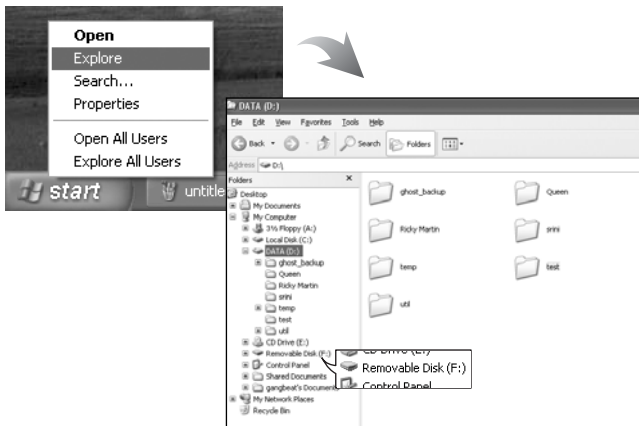 Open
Explore
Search...
Properties
Open All Users
Explore All Users
start
untitle
DATA (D:)
File Edit View Favorites Tools Help
Back Search Folders
Address D:\
Folders
Desktop
My Documents
My Computer
3½ Floppy (A:)
Local Disk (C:)
DATA (D:)
ghost_backup
Queen
Ricky Martin
srini
temp
test
util
CD Drive (E:)
Removable Disk (F:)
Control Panel
Shared Documents
gangbeat's Documents
My Network Places
Recycle Bin
ghost_backup
Queen
Ricky Martin
srini
temp
test
util
CD Drive (E:)
Removable Disk (F:)
Control Panel